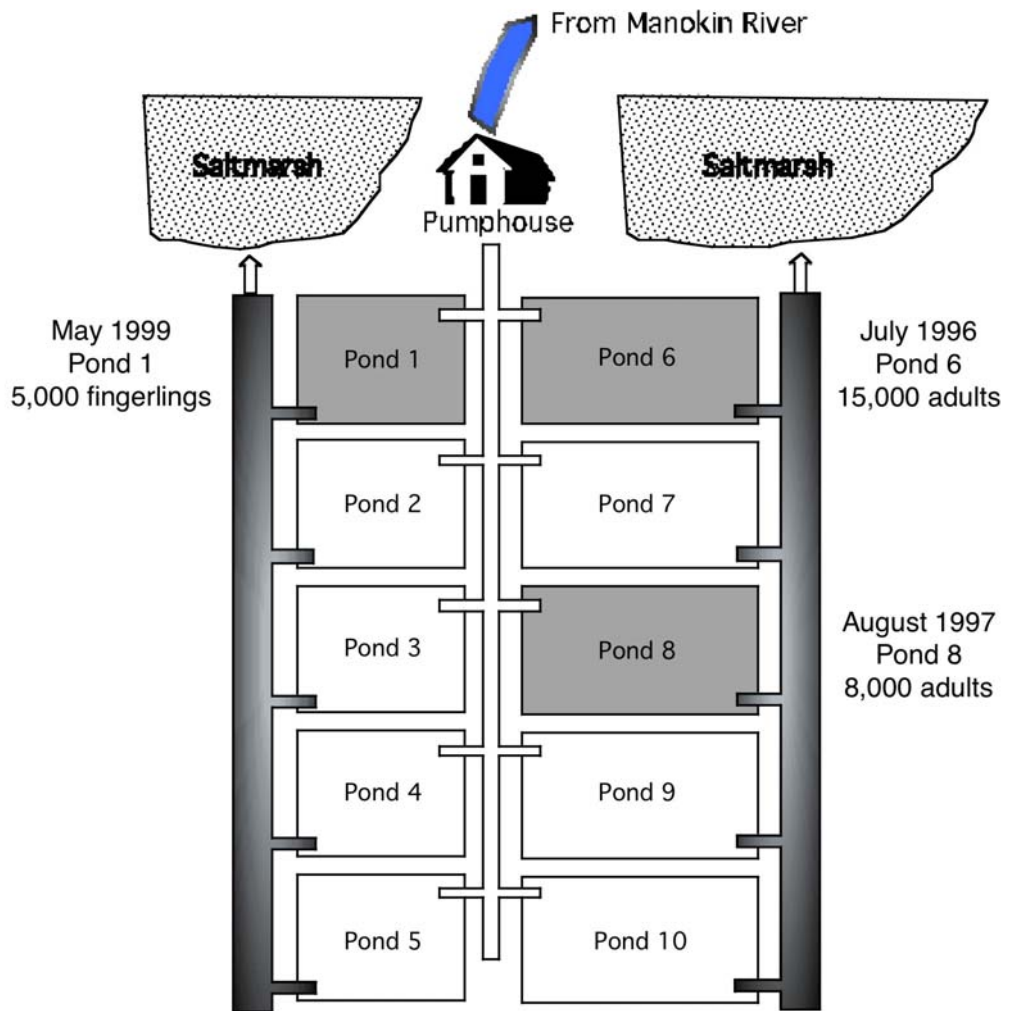 From Manokin River
Saltmarsh
Saltmarsh
Pumphouse
May 1999
Pond 1
5,000 fingerlings
Pond 1
Pond 6
July 1996
Pond 6
15,000 adults
Pond 2
Pond 7
Pond 3
Pond 8
August 1997
Pond 8
8,000 adults
Pond 4
Pond 9
Pond 5
Pond 10